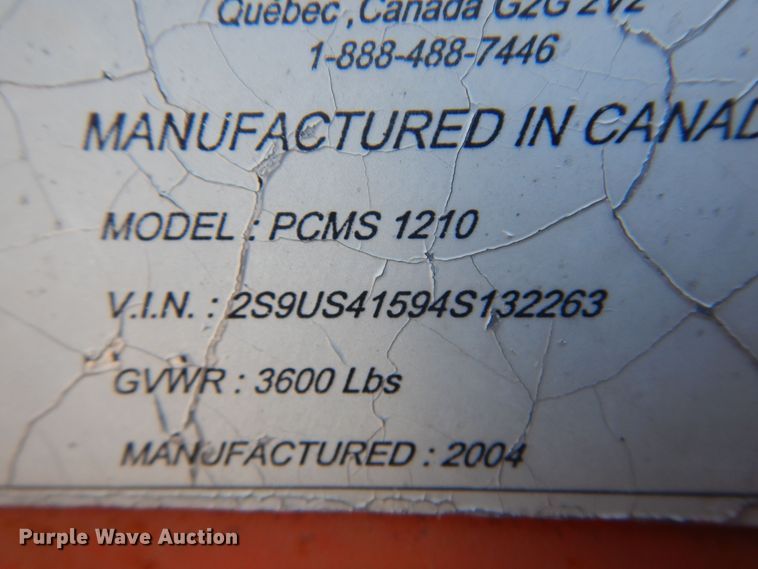 Québec ,Canada G2G 2V2
1-888-488-7446
MANUFACTURED IN CANAD
MODEL : PCMS 1210
V.I.N. : 2S9US41594S132263
GVWR : 3600 Lbs
MANUFACTURED : 2004
Purple Wave Auction